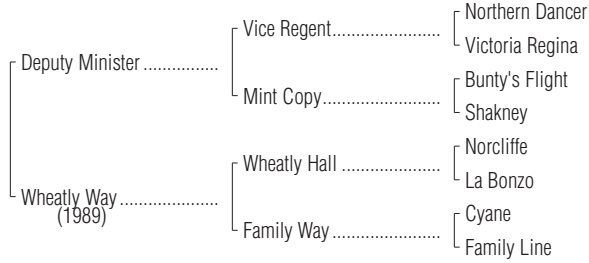 Northern Dancer
Vice Regent
Victoria Regina
Deputy Minister
Bunty's Flight
Mint Copy
Shakney
Norcliffe
Wheatly Hall
La Bonzo
Wheatly Way
(1989)
Cyane
Family Way
Family Line